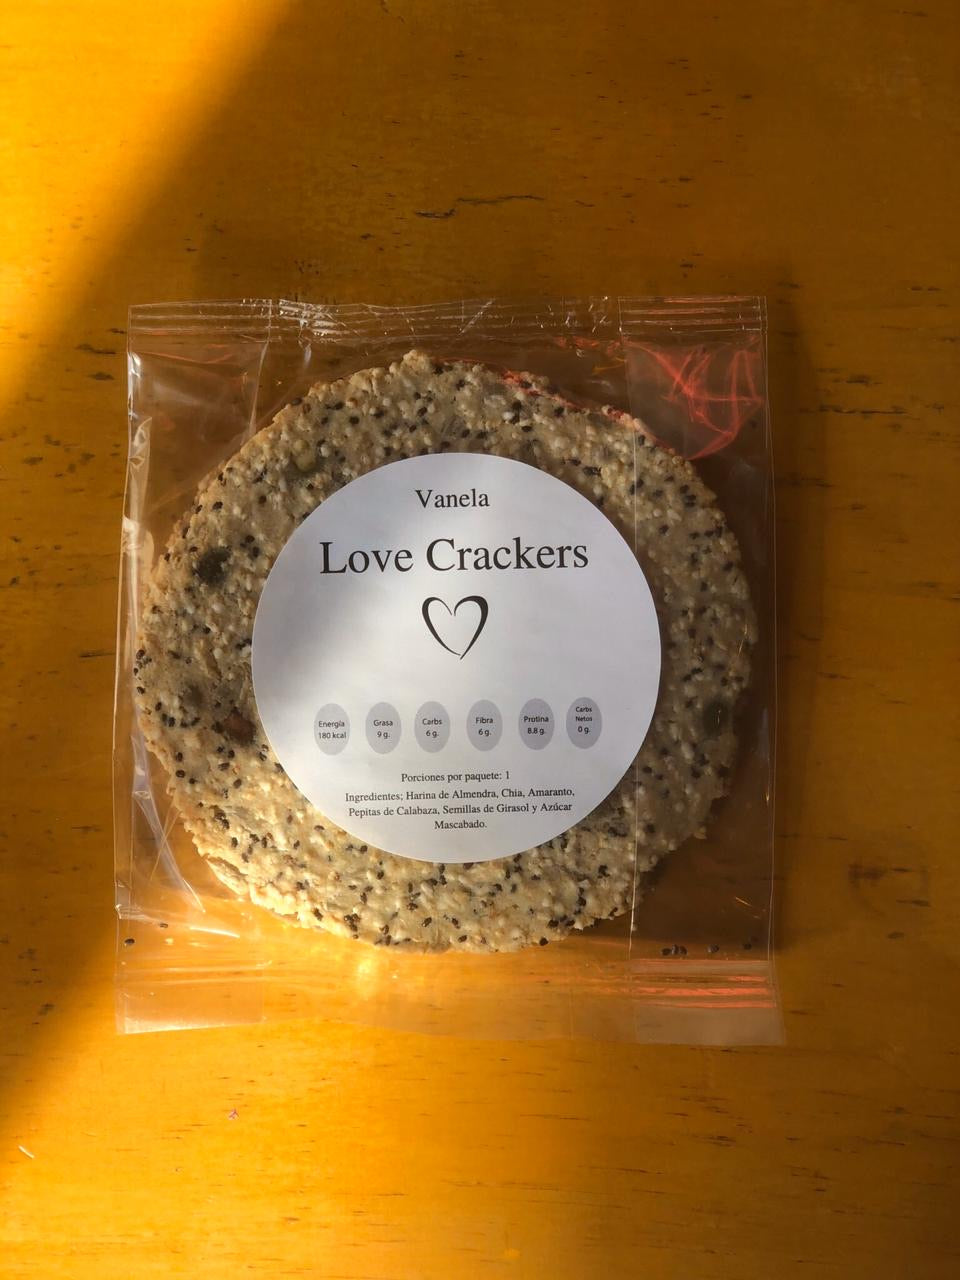 Vanela
Love Crackers
Energía Grasa Carbs Fibra Protina Carbs Netos
180 kcal 9 g. 6 g. 6 g. 8.8 g. 0 g.
Porciones por paquete: 1
Ingredientes; Harina de Almendra, Chia, Amaranto,
Pepitas de Calabaza, Semillas de Girasol y Azúcar
Mascabado.